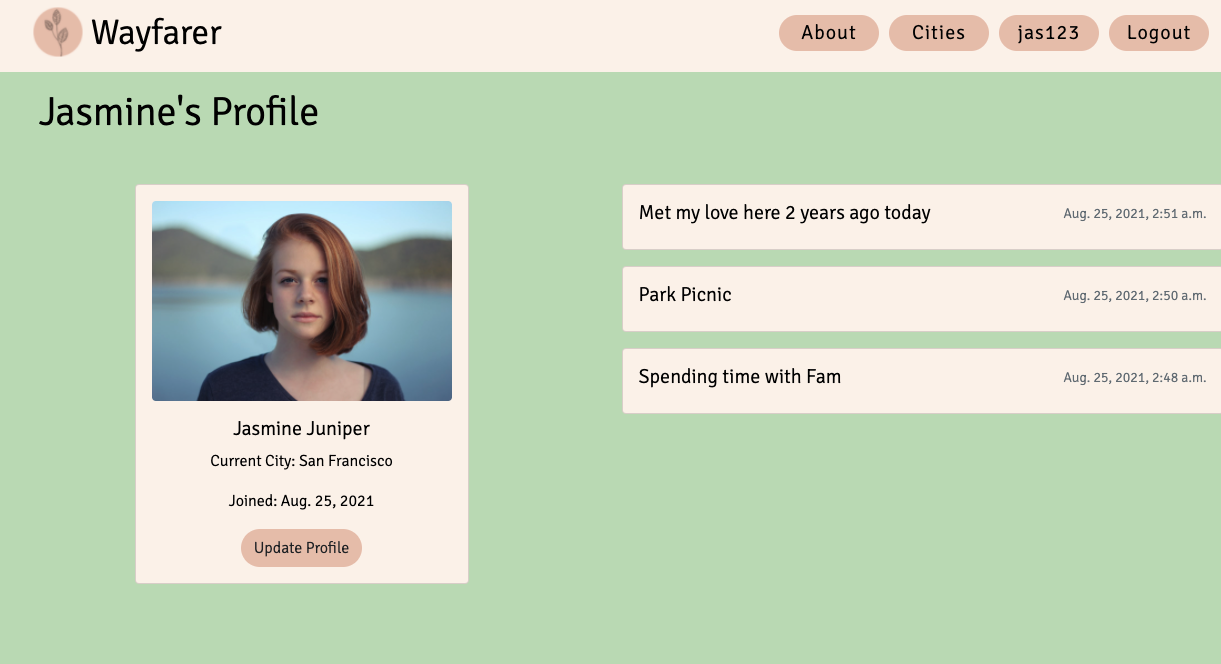 Wayfarer
About
Cities
jas123
Logout
Jasmine's Profile
Jasmine Juniper
Current City: San Francisco
Joined: Aug. 25, 2021
Update Profile
Met my love here 2 years ago today Aug. 25, 2021, 2:51 a.m.
Park Picnic Aug. 25, 2021, 2:50 a.m.
Spending time with Fam Aug. 25, 2021, 2:48 a.m.